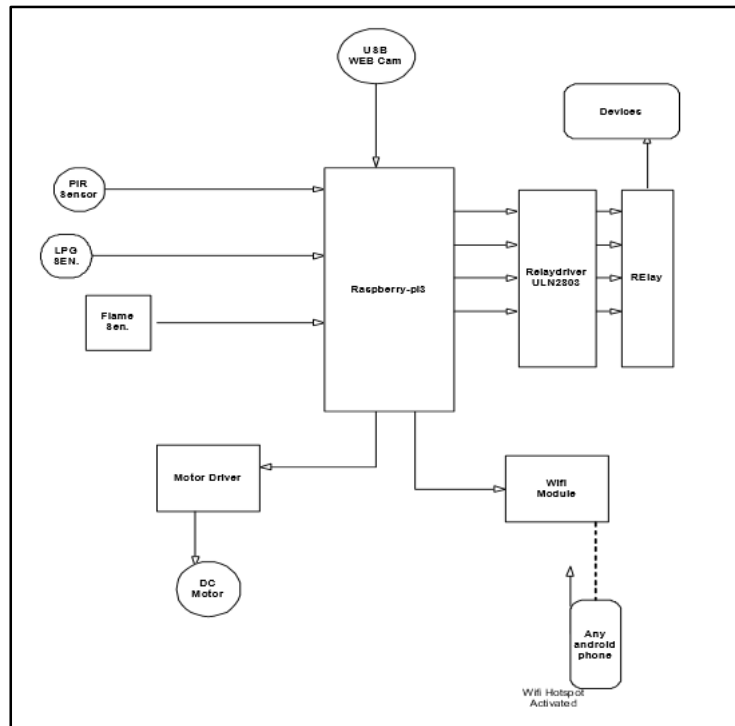 USB
WEB Cam
Devices
PIR
Sensor
LPG
SEN.
Flame
Sen.
Raspberry-pi3
Relaydriver
ULN2803
RElay
Motor Driver
Wifi
Module
DC
Motor
Any
android
phone
Wifi Hotspot
Activated